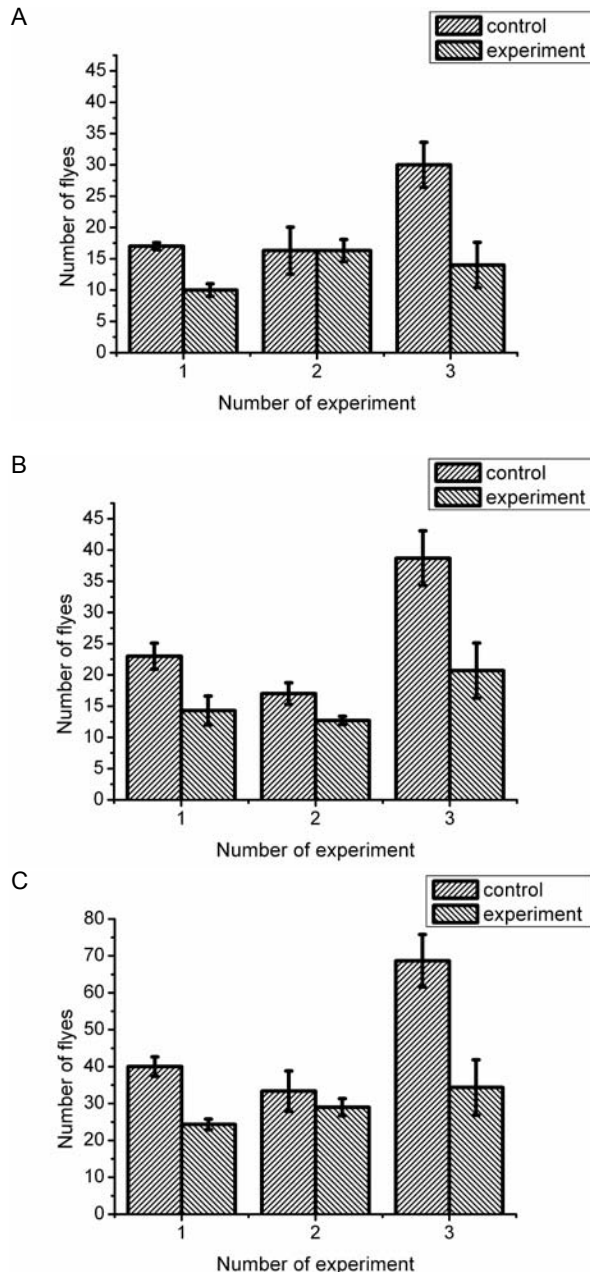 A
control
experiment
Number of flyes
45
40
35
30
25
20
15
10
5
0
1 2 3
Number of experiment
B
control
experiment
Number of flyes
45
40
35
30
25
20
15
10
5
0
1 2 3
Number of experiment
C
control
experiment
Number of flyes
80
70
60
50
40
30
20
10
0
1 2 3
Number of experiment